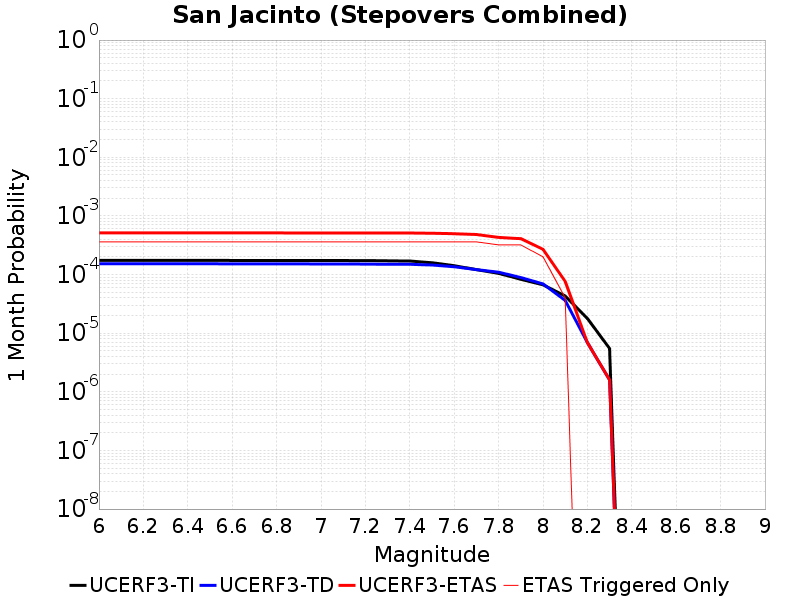 San Jacinto (Stepovers Combined)
10^0
10^-1
10^-2
10^-3
10^-4
10^-5
10^-6
10^-7
10^-8
1 Month Probability
6 6.2 6.4 6.6 6.8 7 7.2 7.4 7.6 7.8 8 8.2 8.4 8.6 8.8 9
Magnitude
UCERF3-TI UCERF3-TD UCERF3-ETAS ETAS Triggered Only